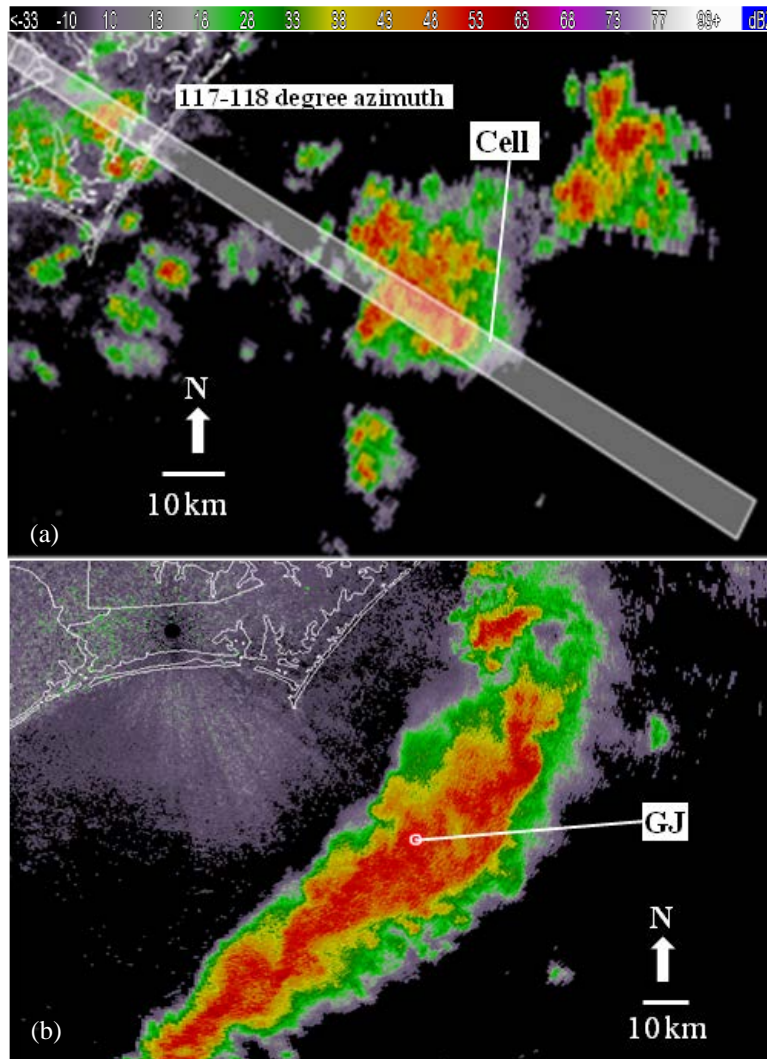 <-33 -10 10 13 18 28 33 38 43 48 53 63 68 73 77 99+ dBZ
117-118 degree azimuth
Cell
N
10 km
(a)
GJ
N
10 km
(b)